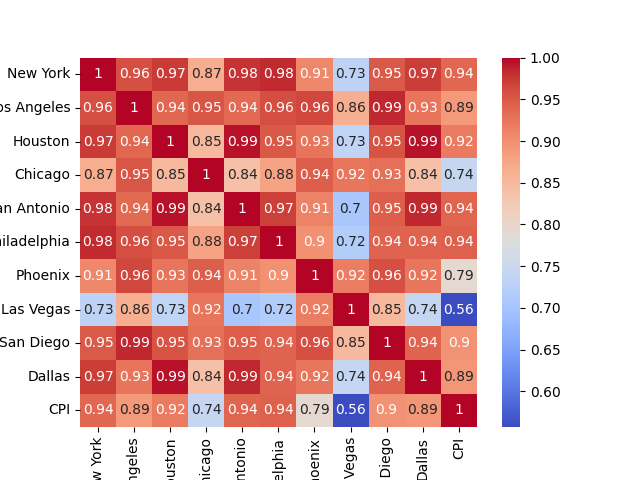 New York 1 0.96 0.97 0.87 0.98 0.98 0.91 0.73 0.95 0.97 0.94
os Angeles 0.96 1 0.94 0.95 0.94 0.96 0.96 0.86 0.99 0.93 0.89
Houston 0.97 0.94 1 0.85 0.99 0.95 0.93 0.73 0.95 0.99 0.92
Chicago 0.87 0.95 0.85 1 0.84 0.88 0.94 0.92 0.93 0.84 0.74
an Antonio 0.98 0.94 0.99 0.84 1 0.97 0.91 0.7 0.95 0.99 0.94
iladelphia 0.98 0.96 0.95 0.88 0.97 1 0.9 0.72 0.94 0.94 0.94
Phoenix 0.91 0.96 0.93 0.94 0.91 0.9 1 0.92 0.96 0.92 0.79
Las Vegas 0.73 0.86 0.73 0.92 0.7 0.72 0.92 1 0.85 0.74 0.56
San Diego 0.95 0.99 0.95 0.93 0.95 0.94 0.96 0.85 1 0.94 0.9
Dallas 0.97 0.93 0.99 0.84 0.99 0.94 0.92 0.74 0.94 1 0.89
CPI 0.94 0.89 0.92 0.74 0.94 0.94 0.79 0.56 0.9 0.89 1
w York
ngeles
ouston
hicago
ntonio
elphia
oenix
Vegas
Diego
Dallas
CPI
1.00
0.95
0.90
0.85
0.80
0.75
0.70
0.65
0.60